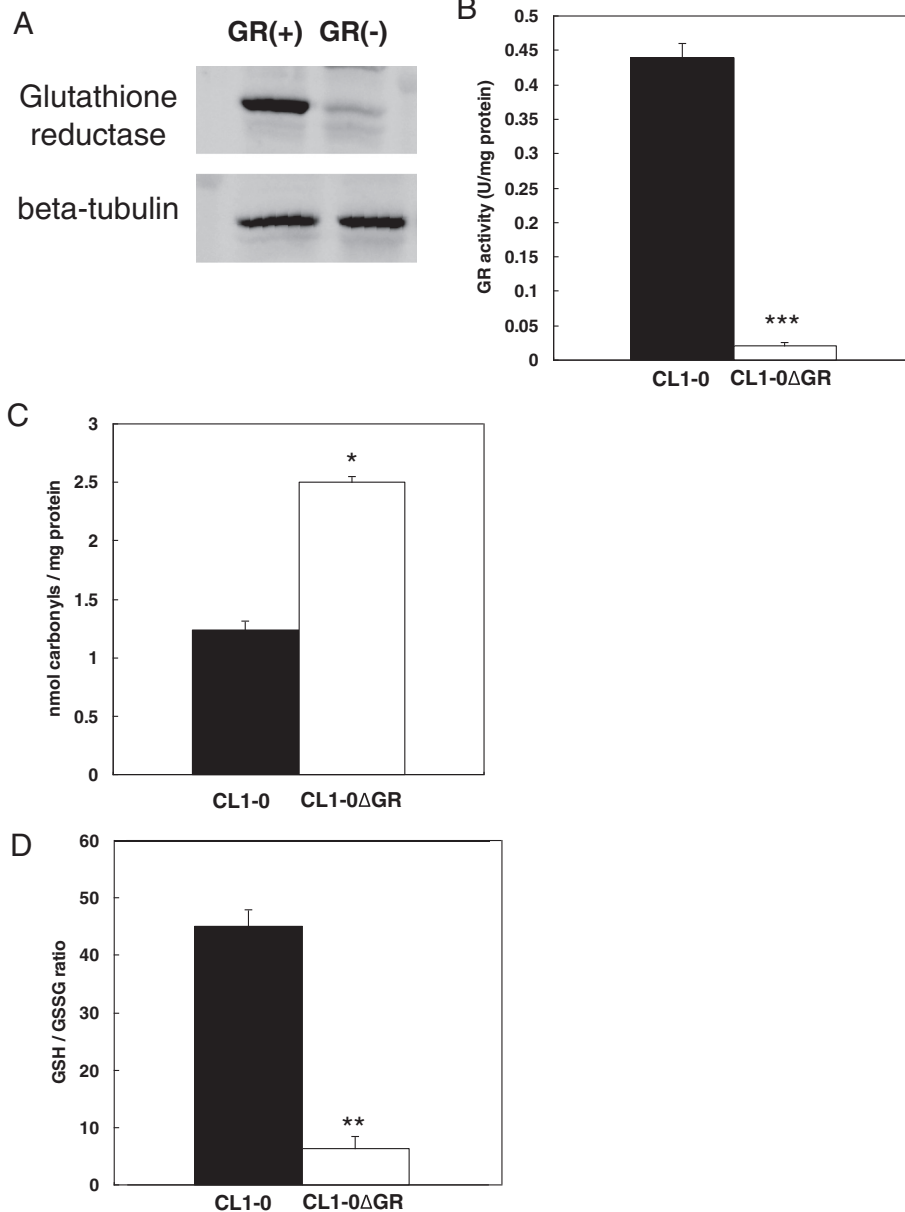 A
GR(+) GR(-)
Glutathione
reductase
beta-tubulin
B
GR activity (U/mg protein)
0.5
0.45
0.4
0.35
0.3
0.25
0.2
0.15
0.1
0.05
0
***
CL1-0 CL1-0ΔGR
C
nmol carbonyls / mg protein
3
2.5
2
1.5
1
0.5
0
*
CL1-0 CL1-0ΔGR
D
GSH / GSSG ratio
60
50
40
30
20
10
0
**
CL1-0 CL1-0ΔGR